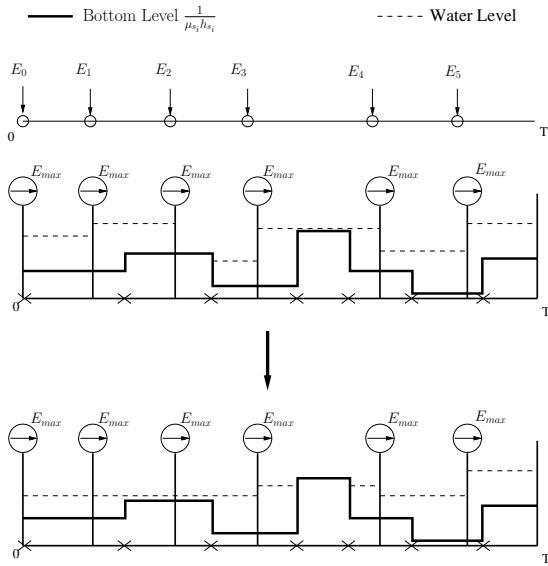 Bottom Level \frac{1}{\mu_{s_i} h_{s_i}} Water Level
E_0 E_1 E_2 E_3 E_4 E_5
0 T
E_{max} E_{max} E_{max} E_{max} E_{max} E_{max}
0 T
E_{max} E_{max} E_{max} E_{max} E_{max} E_{max}
0 T